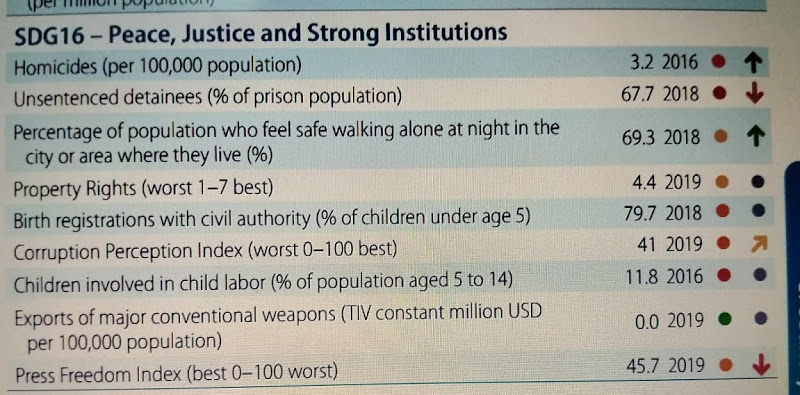 (per million population)
SDG16 – Peace, Justice and Strong Institutions
Homicides (per 100,000 population) 3.2 2016
Unsentenced detainees (% of prison population) 67.7 2018
Percentage of population who feel safe walking alone at night in the
city or area where they live (%) 69.3 2018
Property Rights (worst 1–7 best) 4.4 2019
Birth registrations with civil authority (% of children under age 5) 79.7 2018
Corruption Perception Index (worst 0–100 best) 41 2019
Children involved in child labor (% of population aged 5 to 14) 11.8 2016
Exports of major conventional weapons (TIV constant million USD
per 100,000 population) 0.0 2019
Press Freedom Index (best 0–100 worst) 45.7 2019